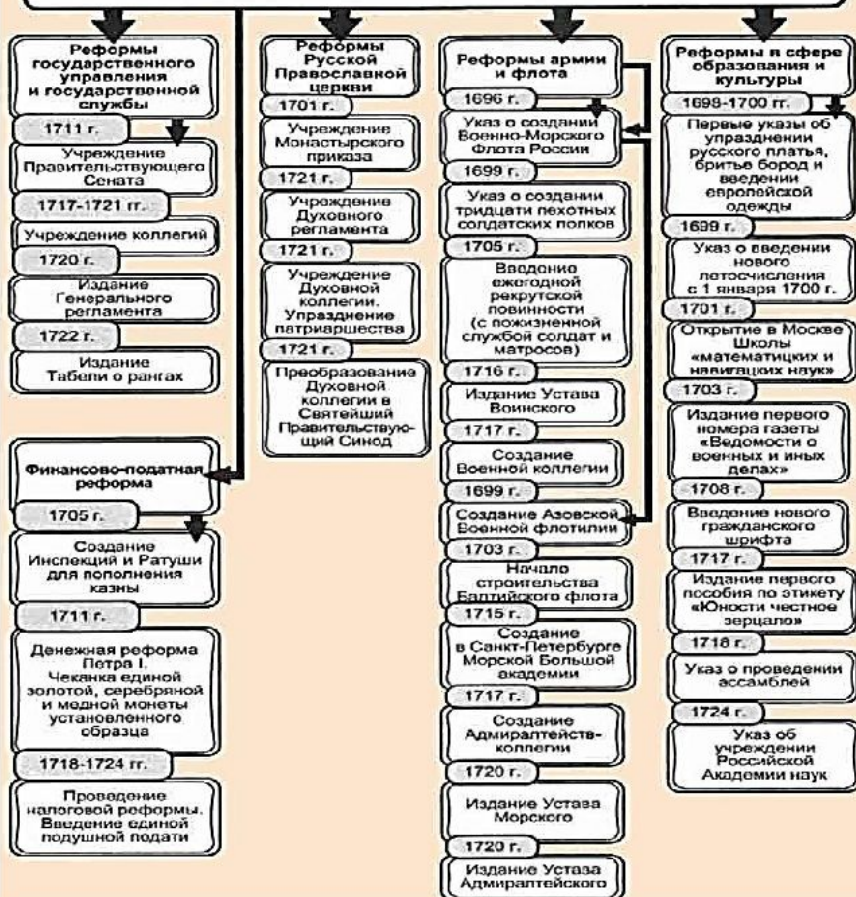 Реформы
государственного
управления
и государственной
службы
1711 г.
Учреждение
Правительствующего
Сената
1717-1721 гг.
Учреждение коллегий
1720 г.
Издание
Генерального
регламента
1722 г.
Издание
Табели о рангах
Финансово-податная
реформа
1705 г.
Создание
Инспекций и Ратуши
для пополнения
казны
1711 г.
Денежная реформа
Петра I.
Чеканка единой
золотой, серебряной
и медной монеты
установленного
образца
1718-1724 гг.
Проведение
налоговой реформы.
Введение единой
подушной подати
Реформы
Русской
Православной
церкви
1701 г.
Учреждение
Монастырского
приказа
1721 г.
Учреждение
Духовного
регламента
1721 г.
Учреждение
Духовной
коллегии.
Упразднение
патриаршества
1721 г.
Преобразование
Духовной
коллегии в
Святейший
Правительствую-
щий Синод
Реформы армии
и флота
1696 г.
Указ о создании
Военно-Морского
Флота России
1699 г.
Указ о создании
тридцати пехотных
солдатских полков
1705 г.
Введение
ежегодной
рекрутской
повинности
(с пожизненной
службой солдат и
матросов)
1716 г.
Издание Устава
Воинского
1717 г.
Создание
Военной коллегии
1699 г.
Создание Азовской
Военной флотилии
1703 г.
Начало
строительства
Балтийского флота
1715 г.
Создание
в Санкт-Петербурге
Морской Большой
академии
1717 г.
Создание
Адмиралтейств-
коллегии
1720 г.
Издание Устава
Морского
1720 г.
Издание Устава
Адмиралтейского
Реформы в сфере
образования и
культуры
1698-1700 гг.
Первые указы об
упразднении
русского платья,
бритье бород и
введении
европейской
одежды
1699 г.
Указ о введении
нового
летосчисления
с 1 января 1700 г.
1701 г.
Открытие в Москве
Школы
«математицких и
навигацких наук»
1703 г.
Издание первого
номера газеты
«Ведомости о
военных и иных
делах»
1708 г.
Введение нового
гражданского
шрифта
1717 г.
Издание первого
пособия по этикету
«Юности честное
зерцало»
1718 г.
Указ о проведении
ассамблей
1724 г.
Указ об
учреждении
Российской
Академии наук